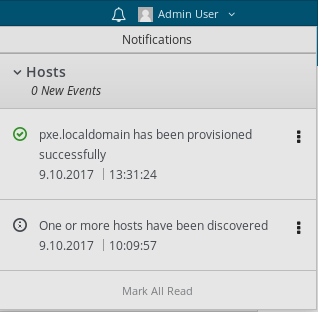 Admin User
Notifications
Hosts
0 New Events
pxe.localdomain has been provisioned
successfully
9.10.2017 | 13:31:24
One or more hosts have been discovered
9.10.2017 | 10:09:57
Mark All Read